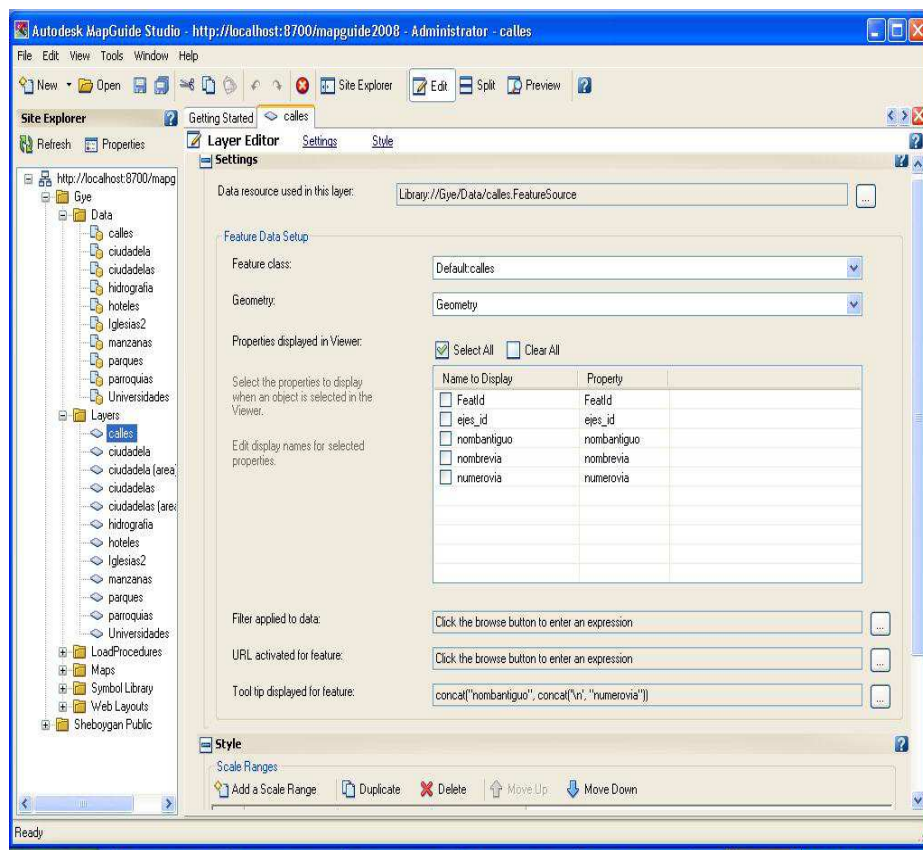 Autodesk MapGuide Studio - http://localhost:8700/mapguide2008 - Administrator - calles
File Edit View Tools Window Help
New Open Site Explorer Edit Split Preview
Site Explorer
Getting Started calles
Refresh Properties
Layer Editor Settings Style
Settings
http://localhost:8700/mapg
Gye
Data
calles
ciudadela
ciudadelas
hidrografia
hoteles
Iglesias2
manzanas
parques
parroquias
Universidades
Layers
calles
ciudadela
ciudadela (area)
ciudadelas
ciudadelas (area
hidrografia
hoteles
Iglesias2
manzanas
parques
parroquias
Universidades
LoadProcedures
Maps
Symbol Library
Web Layouts
Sheboygan Public
Data resource used in this layer: Library://Gye/Data/calles.FeatureSource ...
Feature Data Setup
Feature class: Default:calles
Geometry: Geometry
Properties displayed in Viewer: Select All Clear All
Select the properties to display
when an object is selected in the
Viewer.
Edit display names for selected
properties.
Name to Display Property
FeatId FeatId
ejes_id ejes_id
nombantiguo nombantiguo
nombrevia nombrevia
numerovia numerovia
Filter applied to data: Click the browse button to enter an expression ...
URL activated for feature: Click the browse button to enter an expression ...
Tool tip displayed for feature: concat("nombantiguo", concat('\n', "numerovia")) ...
Style
Scale Ranges
Add a Scale Range Duplicate Delete Move Up Move Down
Ready